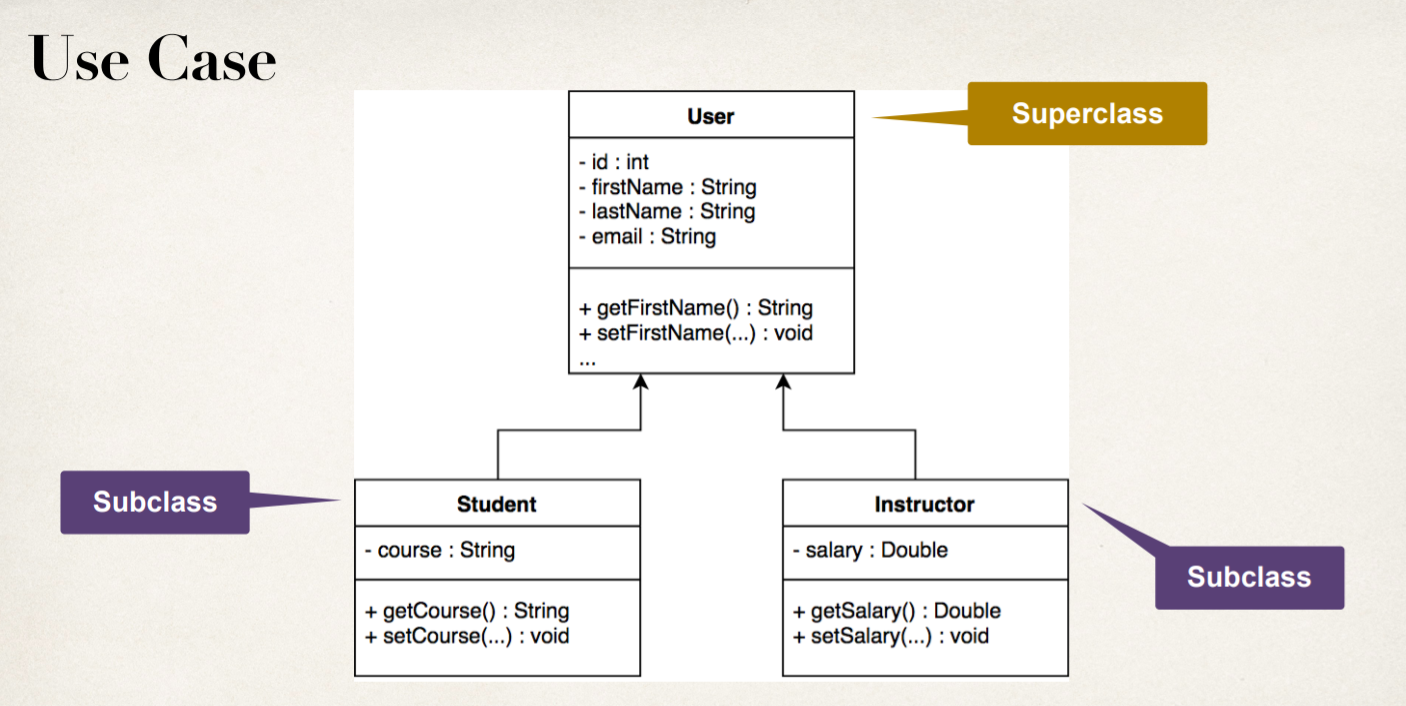 Use Case
User
Superclass
- id : int
- firstName : String
- lastName : String
- email : String
+ getFirstName() : String
+ setFirstName(...) : void
...
Subclass
Student
- course : String
+ getCourse() : String
+ setCourse(...) : void
Instructor
- salary : Double
+ getSalary() : Double
+ setSalary(...) : void
Subclass